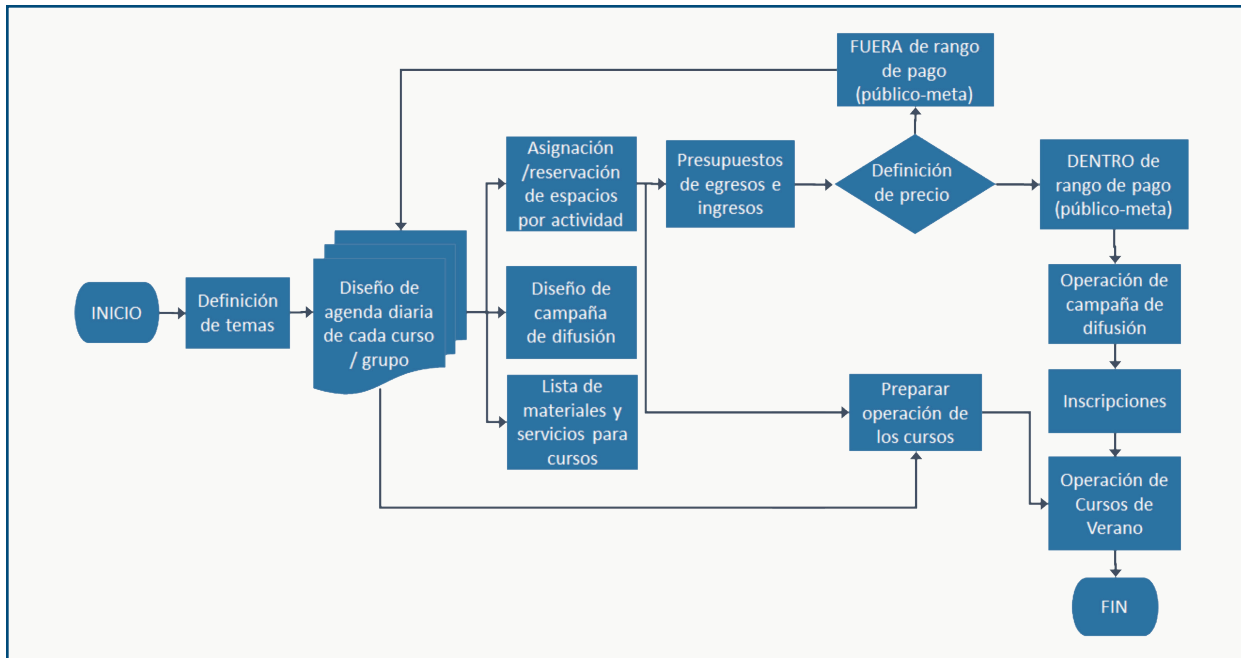 INICIO
Definición
de temas
Diseño de
agenda diaria
de cada curso
/ grupo
Asignación
/reservación
de espacios
por actividad
Diseño de
campaña
de difusión
Lista de
materiales y
servicios para
cursos
Presupuestos
de egresos e
ingresos
Definición
de precio
FUERA de rango
de pago
(público-meta)
DENTRO de
rango de pago
(público-meta)
Operación de
campaña de
difusión
Inscripciones
Preparar
operación de
los cursos
Operación de
Cursos de
Verano
FIN